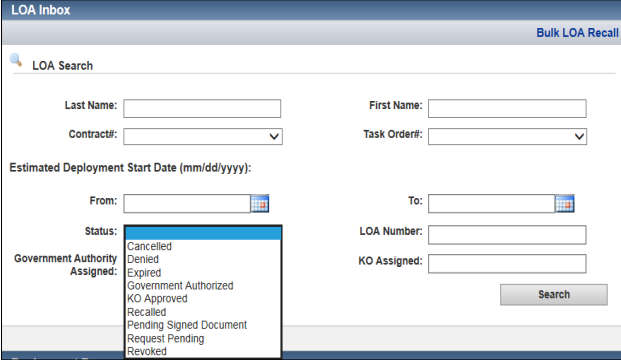 LOA Inbox
Bulk LOA Recall
LOA Search
Last Name:
First Name:
Contract#:
Task Order#:
Estimated Deployment Start Date (mm/dd/yyyy):
From:
To:
Status:
LOA Number:
Cancelled
Government Authority
Assigned:
Denied
KO Assigned:
Expired
Government Authorized
KO Approved
Search
Recalled
Pending Signed Document
Request Pending
Revoked